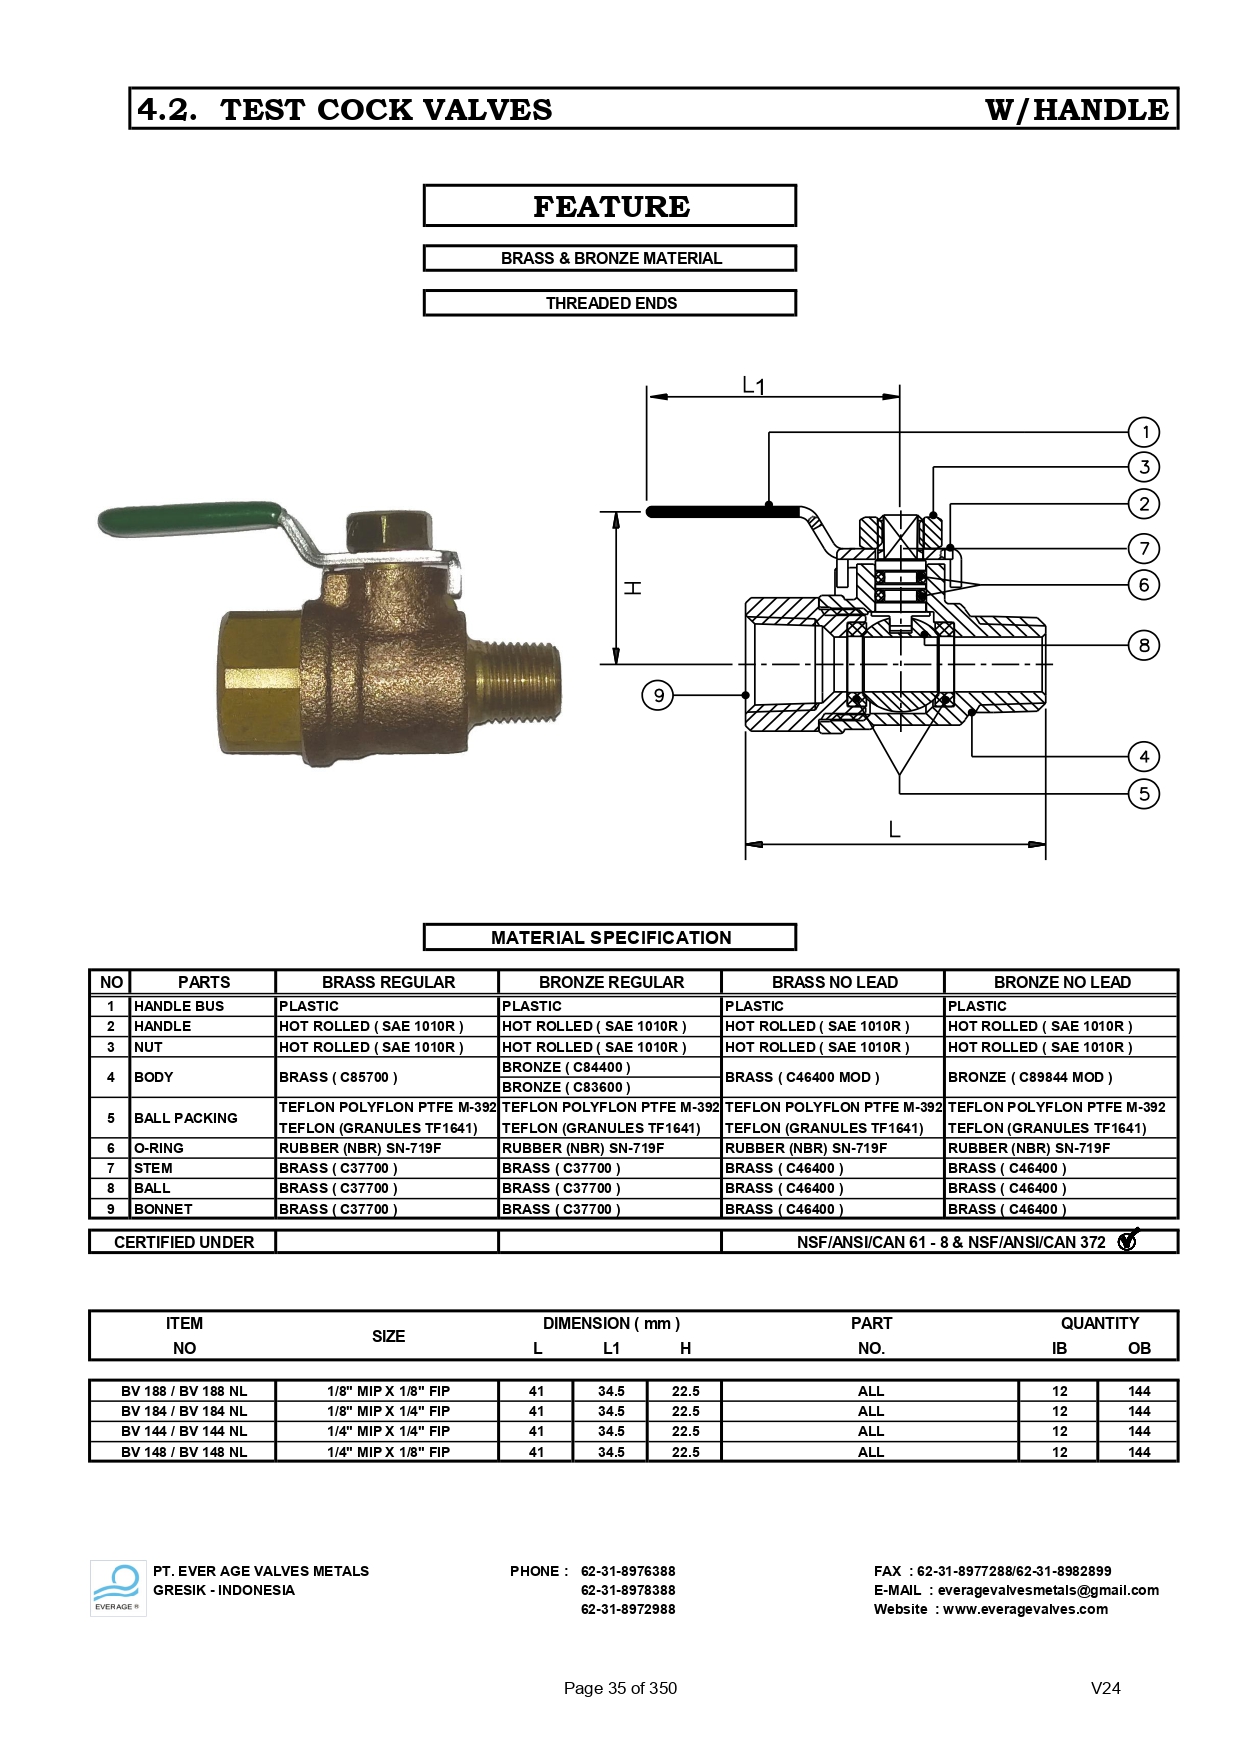 4.2. TEST COCK VALVES W/HANDLE
FEATURE
BRASS & BRONZE MATERIAL
THREADED ENDS
L1
1
3
2
7
6
8
H
9
4
5
L
MATERIAL SPECIFICATION
NO PARTS BRASS REGULAR BRONZE REGULAR BRASS NO LEAD BRONZE NO LEAD
1 HANDLE BUS PLASTIC PLASTIC PLASTIC PLASTIC
2 HANDLE HOT ROLLED ( SAE 1010R ) HOT ROLLED ( SAE 1010R ) HOT ROLLED ( SAE 1010R ) HOT ROLLED ( SAE 1010R )
3 NUT HOT ROLLED ( SAE 1010R ) HOT ROLLED ( SAE 1010R ) HOT ROLLED ( SAE 1010R ) HOT ROLLED ( SAE 1010R )
BRONZE ( C84400 )
4 BODY BRASS ( C85700 ) BRASS ( C46400 MOD ) BRONZE ( C89844 MOD )
BRONZE ( C83600 )
TEFLON POLYFLON PTFE M-392 TEFLON POLYFLON PTFE M-392 TEFLON POLYFLON PTFE M-392 TEFLON POLYFLON PTFE M-392
5 BALL PACKING
TEFLON (GRANULES TF1641) TEFLON (GRANULES TF1641) TEFLON (GRANULES TF1641) TEFLON (GRANULES TF1641)
6 O-RING RUBBER (NBR) SN-719F RUBBER (NBR) SN-719F RUBBER (NBR) SN-719F RUBBER (NBR) SN-719F
7 STEM BRASS ( C37700 ) BRASS ( C37700 ) BRASS ( C46400 ) BRASS ( C46400 )
8 BALL BRASS ( C37700 ) BRASS ( C37700 ) BRASS ( C46400 ) BRASS ( C46400 )
9 BONNET BRASS ( C37700 ) BRASS ( C37700 ) BRASS ( C46400 ) BRASS ( C46400 )
CERTIFIED UNDER NSF/ANSI/CAN 61 - 8 & NSF/ANSI/CAN 372
ITEM DIMENSION ( mm ) PART QUANTITY
SIZE
NO L L1 H NO. IB OB
BV 188 / BV 188 NL 1/8" MIP X 1/8" FIP 41 34.5 22.5 ALL 12 144
BV 184 / BV 184 NL 1/8" MIP X 1/4" FIP 41 34.5 22.5 ALL 12 144
BV 144 / BV 144 NL 1/4" MIP X 1/4" FIP 41 34.5 22.5 ALL 12 144
BV 148 / BV 148 NL 1/4" MIP X 1/8" FIP 41 34.5 22.5 ALL 12 144
PT. EVER AGE VALVES METALS PHONE : 62-31-8976388 FAX : 62-31-8977288/62-31-8982899
GRESIK - INDONESIA 62-31-8978388 E-MAIL : everagevalvesmetals@gmail.com
EVERAGE ® 62-31-8972988 Website : www.everagevalves.com
Page 35 of 350 V24